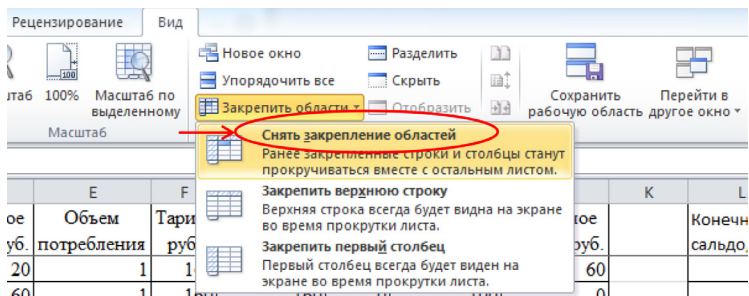 Рецензирование Вид
Новое окно Разделить
100 Упорядочить все Скрыть
100% Масштаб по выделенному
Закрепить области Отобразить
Сохранить рабочую область
Перейти в другое окно
Масштаб
Снять закрепление областей
Ранее закрепленные строки и столбцы станут
прокручиваться вместе с остальным листом.
Закрепить верхнюю строку
Верхняя строка всегда будет видна на экране
во время прокрутки листа.
Закрепить первый столбец
Первый столбец всегда будет виден на
экране во время прокрутки листа.
E F K L
Объем
потребления
сальдо,
20 1 60
60 1 0